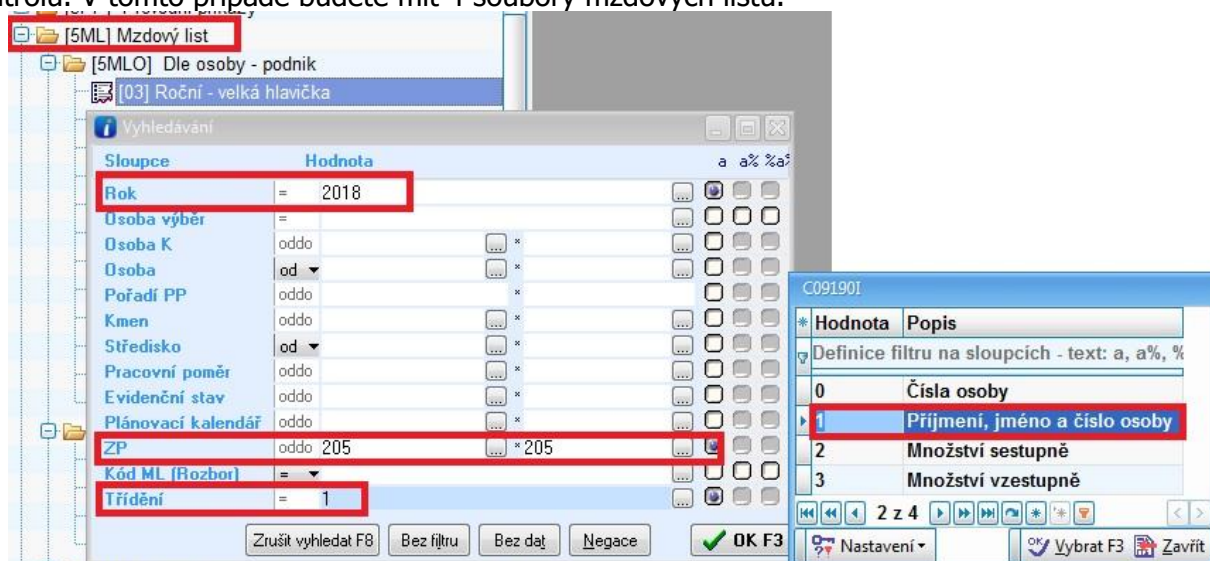 V tomto případě budete mít 4 soubory mzdových listů.
[5ML] Mzdový list
[5MLO] Dle osoby - podnik
[03] Roční - velká hlavička
Vyhledávání
Sloupce Hodnota a a% %a%
Rok = 2018
Osoba výběr =
Osoba K oddo ... * ...
Osoba od ... * ...
Pořadí PP oddo *
Kmen oddo ... * ...
Středisko od ... * ...
Pracovní poměr oddo ... * ...
Evidenční stav oddo ... * ...
Plánovací kalendář oddo ... * ...
ZP oddo 205 ... * 205 ...
Kód ML (Rozbor) = ...
Třídění = 1 ...
Zrušit vyhledat F8 Bez filtru Bez dat Negace OK F3
C09190I
* Hodnota Popis
Definice filtru na sloupcích - text: a, a%, %
0 Čísla osoby
1 Příjmení, jméno a číslo osoby
2 Množství sestupně
3 Množství vzestupně
2 z 4
Nastavení Vybrat F3 Zavřít